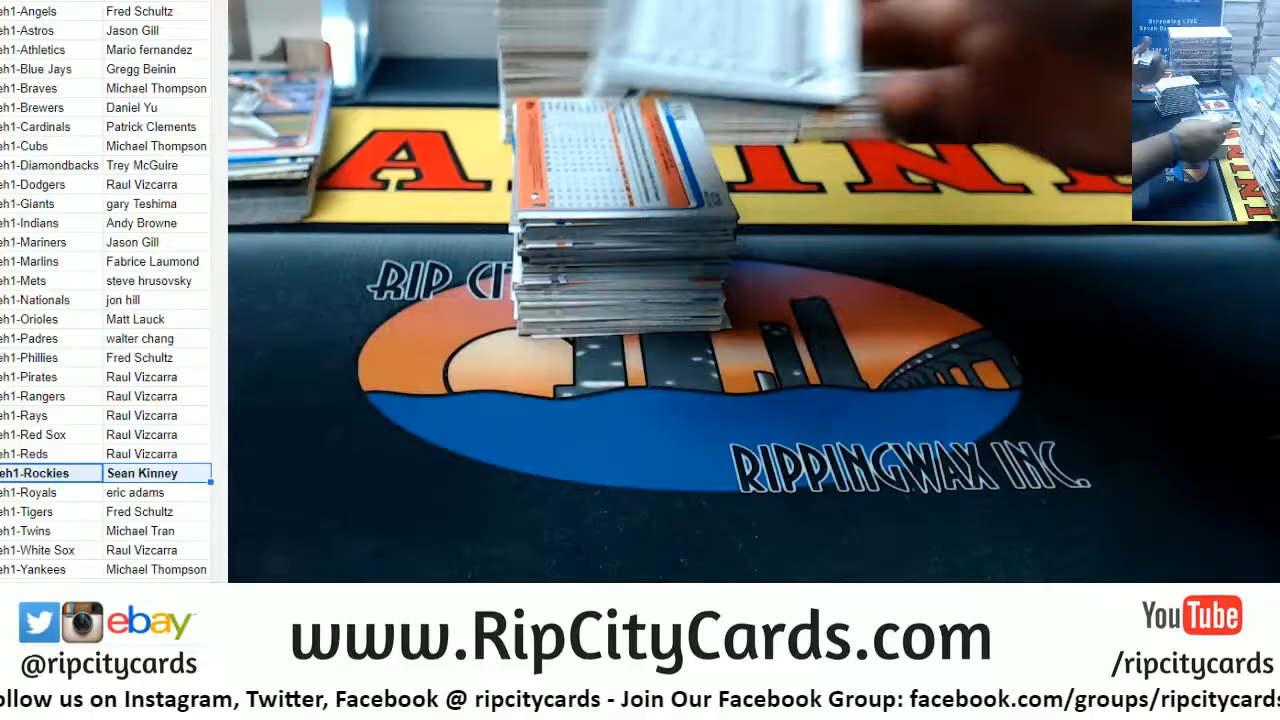 eh1-Angels Fred Schultz
eh1-Astros Jason Gill
eh1-Athletics Mario fernandez
eh1-Blue Jays Gregg Beinin
eh1-Braves Michael Thompson
eh1-Brewers Daniel Yu
eh1-Cardinals Patrick Clements
eh1-Cubs Michael Thompson
eh1-Diamondbacks Trey McGuire
eh1-Dodgers Raul Vizcarra
eh1-Giants gary Teshima
eh1-Indians Andy Browne
eh1-Mariners Jason Gill
eh1-Marlins Fabrice Laumond
eh1-Mets steve hrusovsky
eh1-Nationals jon hill
eh1-Orioles Matt Lauck
eh1-Padres walter chang
eh1-Phillies Fred Schultz
eh1-Pirates Raul Vizcarra
eh1-Rangers Raul Vizcarra
eh1-Rays Raul Vizcarra
eh1-Red Sox Raul Vizcarra
eh1-Reds Raul Vizcarra
eh1-Rockies Sean Kinney
eh1-Royals eric adams
eh1-Tigers Fred Schultz
eh1-Twins Michael Tran
eh1-White Sox Raul Vizcarra
eh1-Yankees Michael Thompson
Streaming LIVE
A ININ
RIP CI
RIPPINGWAX INC.
ebay
@ripcitycards
www.RipCityCards.com
YouTube
/ripcitycards
ollow us on Instagram, Twitter, Facebook @ ripcitycards - Join Our Facebook Group: facebook.com/groups/ripcitycards